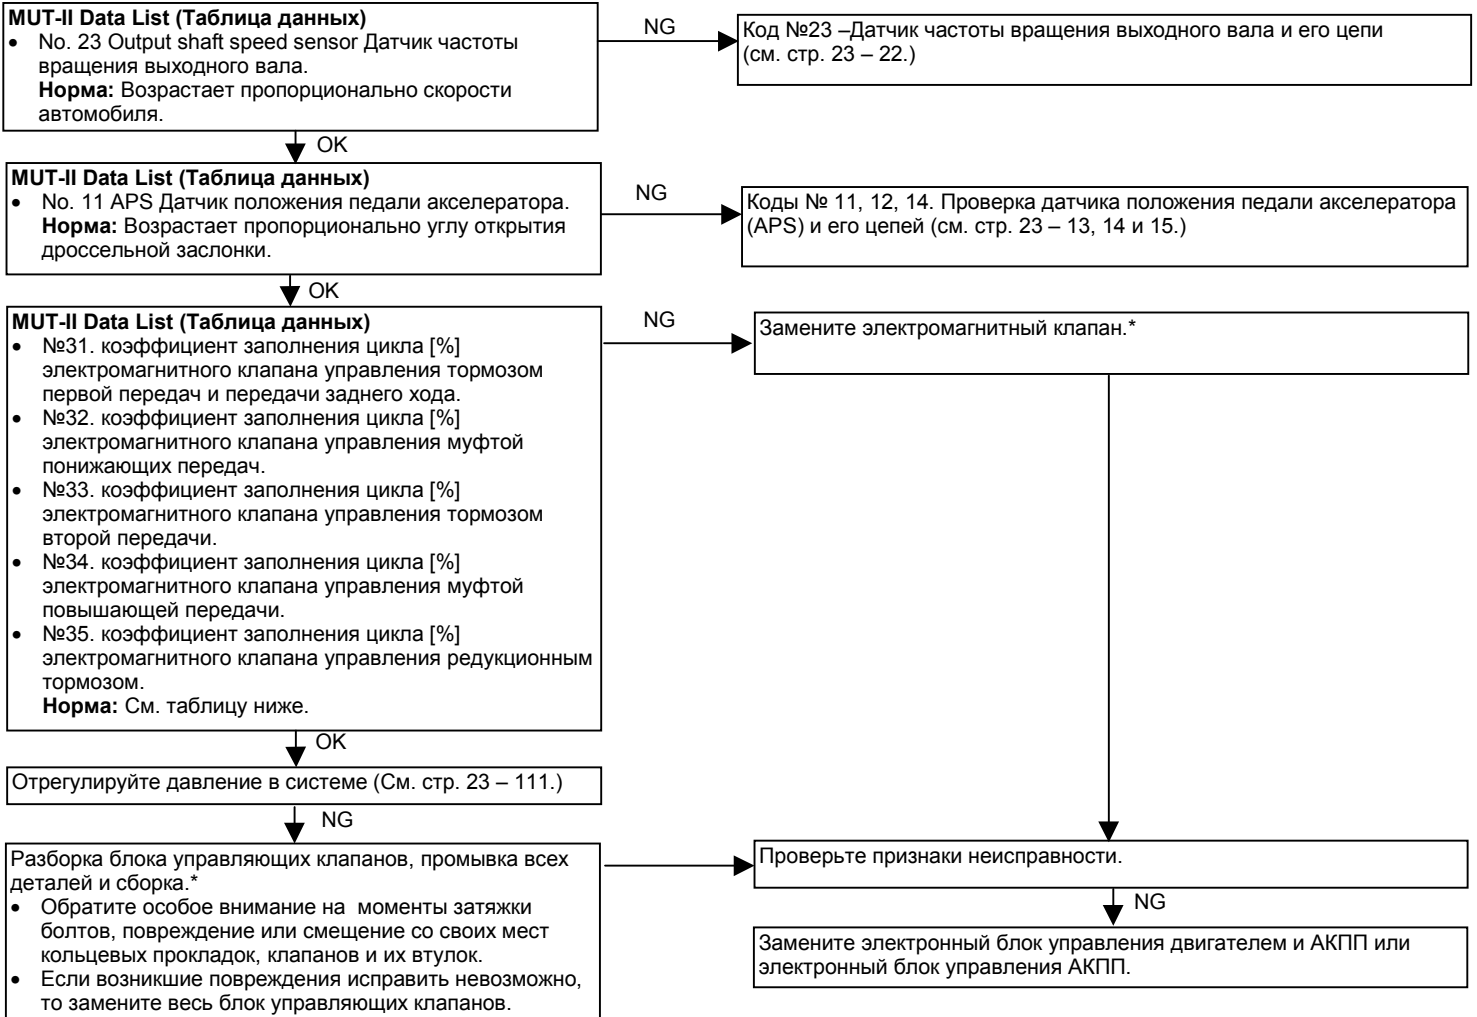 MUT-II Data List (Таблица данных)
• No. 23 Output shaft speed sensor Датчик частоты
вращения выходного вала.
Норма: Возрастает пропорционально скорости
автомобиля.
NG
Код №23 –Датчик частоты вращения выходного вала и его цепи
(см. стр. 23 – 22.)
OK
MUT-II Data List (Таблица данных)
• No. 11 APS Датчик положения педали акселератора.
Норма: Возрастает пропорционально углу открытия
дроссельной заслонки.
NG
Коды № 11, 12, 14. Проверка датчика положения педали акселератора
(APS) и его цепей (см. стр. 23 – 13, 14 и 15.)
OK
MUT-II Data List (Таблица данных)
• №31. коэффициент заполнения цикла [%]
электромагнитного клапана управления тормозом
первой передач и передачи заднего хода.
• №32. коэффициент заполнения цикла [%]
электромагнитного клапана управления муфтой
понижающих передач.
• №33. коэффициент заполнения цикла [%]
электромагнитного клапана управления тормозом
второй передачи.
• №34. коэффициент заполнения цикла [%]
электромагнитного клапана управления муфтой
повышающей передачи.
• №35. коэффициент заполнения цикла [%]
электромагнитного клапана управления редукционным
тормозом.
Норма: См. таблицу ниже.
NG
Замените электромагнитный клапан.*
OK
Отрегулируйте давление в системе (См. стр. 23 – 111.)
NG
Разборка блока управляющих клапанов, промывка всех
деталей и сборка.*
• Обратите особое внимание на моменты затяжки
болтов, повреждение или смещение со своих мест
кольцевых прокладок, клапанов и их втулок.
• Если возникшие повреждения исправить невозможно,
то замените весь блок управляющих клапанов.
Проверьте признаки неисправности.
NG
Замените электронный блок управления двигателем и АКПП или
электронный блок управления АКПП.